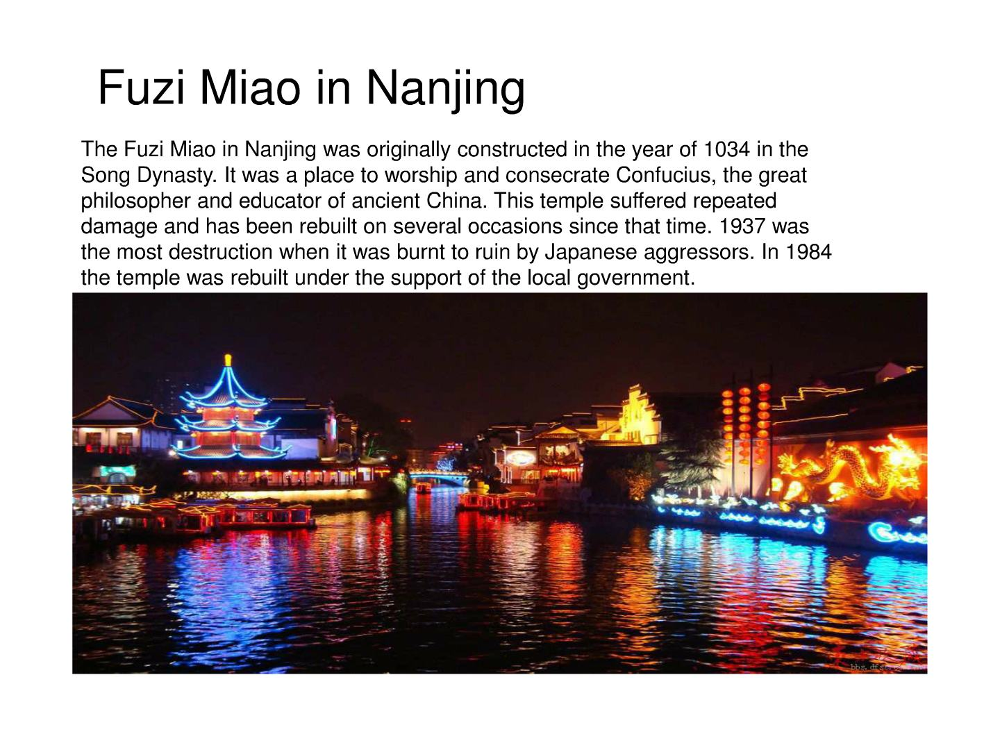 Fuzi Miao in Nanjing
The Fuzi Miao in Nanjing was originally constructed in the year of 1034 in the
Song Dynasty. It was a place to worship and consecrate Confucius, the great
philosopher and educator of ancient China. This temple suffered repeated
damage and has been rebuilt on several occasions since that time. 1937 was
the most destruction when it was burnt to ruin by Japanese aggressors. In 1984
the temple was rebuilt under the support of the local government.